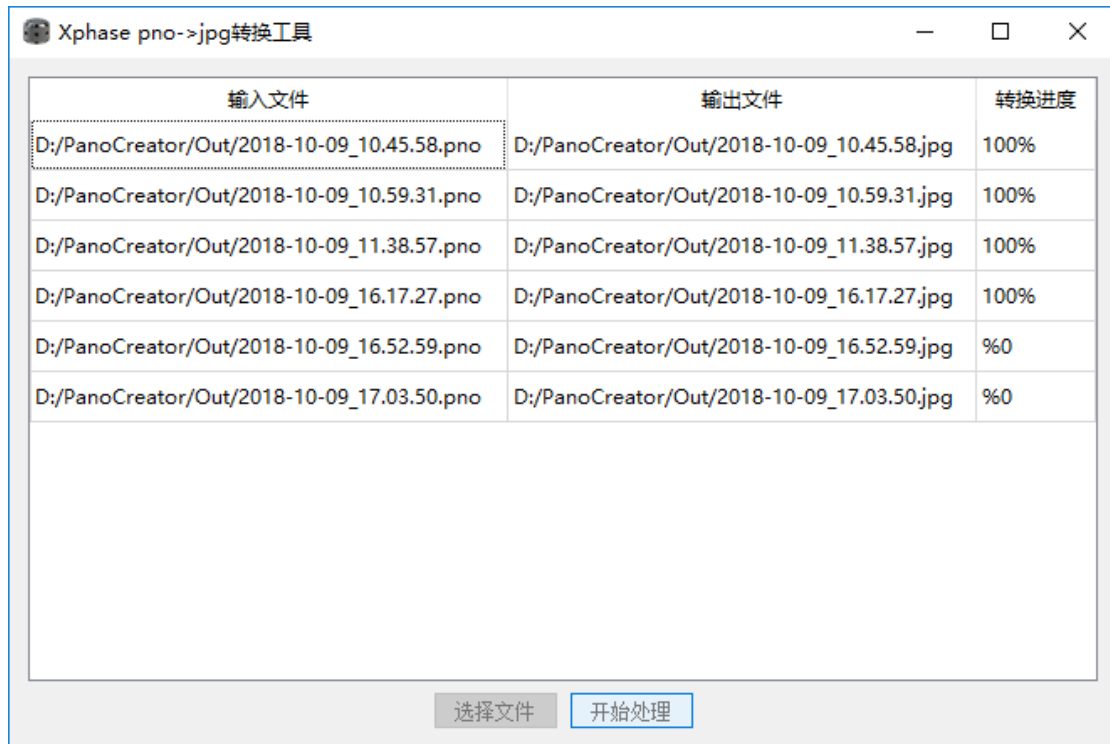 Xphase pno->jpg转换工具
输入文件 输出文件 转换进度
D:/PanoCreator/Out/2018-10-09_10.45.58.pno D:/PanoCreator/Out/2018-10-09_10.45.58.jpg 100%
D:/PanoCreator/Out/2018-10-09_10.59.31.pno D:/PanoCreator/Out/2018-10-09_10.59.31.jpg 100%
D:/PanoCreator/Out/2018-10-09_11.38.57.pno D:/PanoCreator/Out/2018-10-09_11.38.57.jpg 100%
D:/PanoCreator/Out/2018-10-09_16.17.27.pno D:/PanoCreator/Out/2018-10-09_16.17.27.jpg 100%
D:/PanoCreator/Out/2018-10-09_16.52.59.pno D:/PanoCreator/Out/2018-10-09_16.52.59.jpg %0
D:/PanoCreator/Out/2018-10-09_17.03.50.pno D:/PanoCreator/Out/2018-10-09_17.03.50.jpg %0
选择文件 开始处理